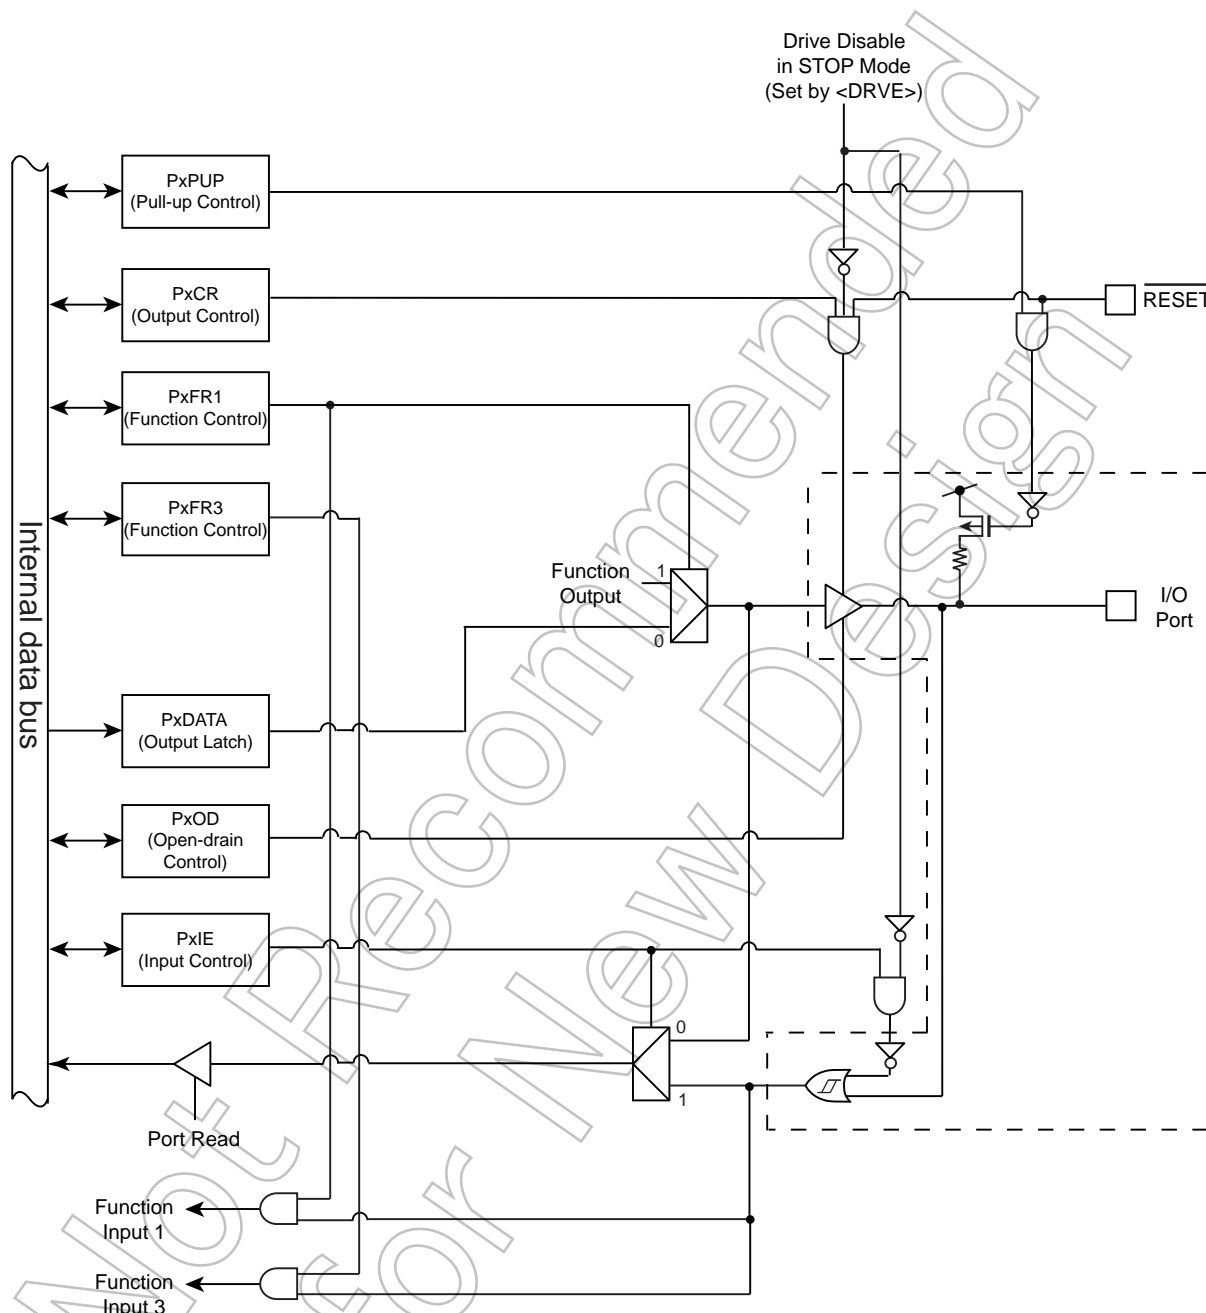 Drive Disable
in STOP Mode
(Set by <DRVE>)
PxPUP
(Pull-up Control)
PxCR
(Output Control)
RESET
PxFR1
(Function Control)
PxFR3
(Function Control)
Internal data bus
Function
Output
1
0
I/O
Port
PxDATA
(Output Latch)
PxOD
(Open-drain
Control)
PxIE
(Input Control)
0
1
Port Read
Function
Input 1
Function
Input 3
Not Recommended
for New Design